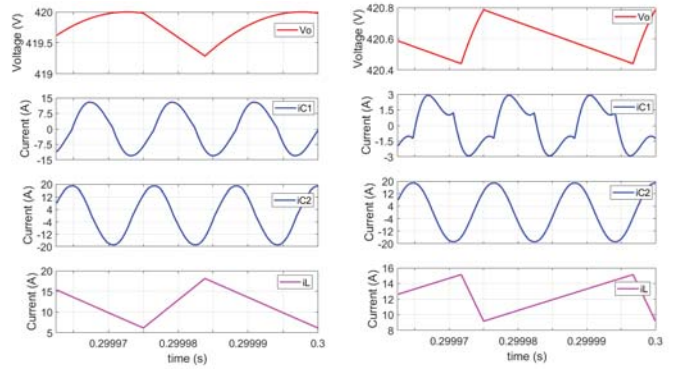 Voltage (V)
420
419.5
419
Vo
Current (A)
15
7.5
0
-7.5
-15
iC1
Current (A)
20
12
4
-4
-12
-20
iC2
Current (A)
20
15
10
5
iL
0.29997
0.29998
0.29999
0.3
time (s)
Voltage (V)
420.8
420.6
420.4
Vo
Current (A)
3
2
1
0
-1
-2
-3
iC1
Current (A)
20
12
4
-4
-12
-20
iC2
Current (A)
16
14
12
10
8
iL
0.29997
0.29998
0.29999
0.3
time (s)